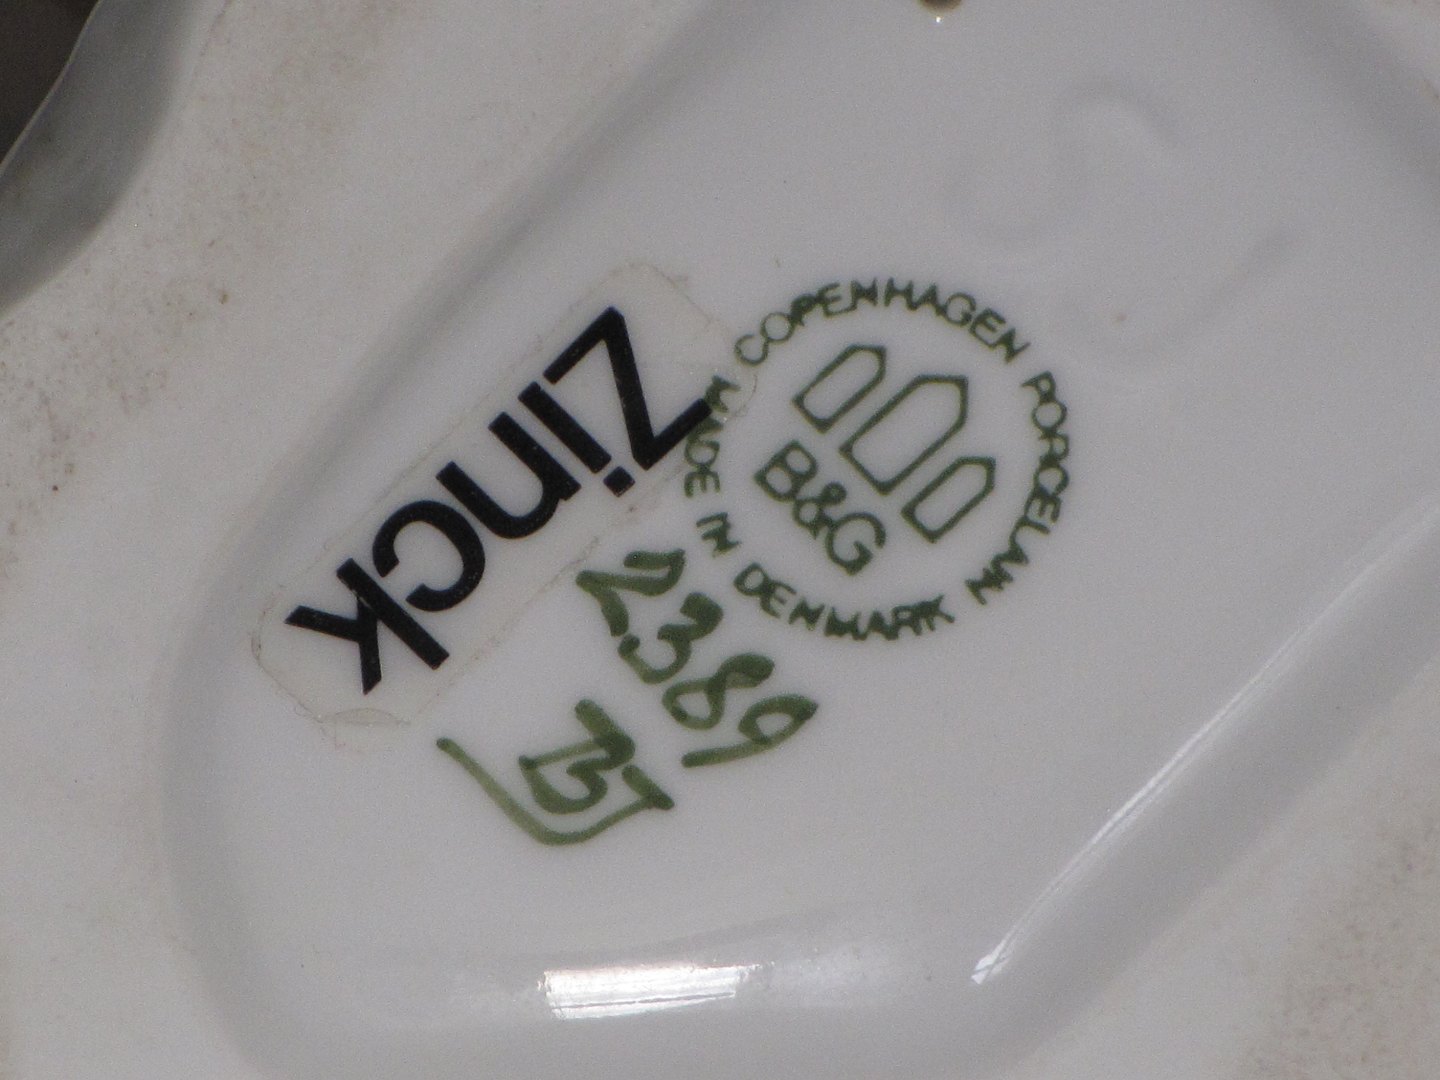 Zinck
COPENHAGEN PORCELAIN
MADE IN DENMARK
B&G
2389